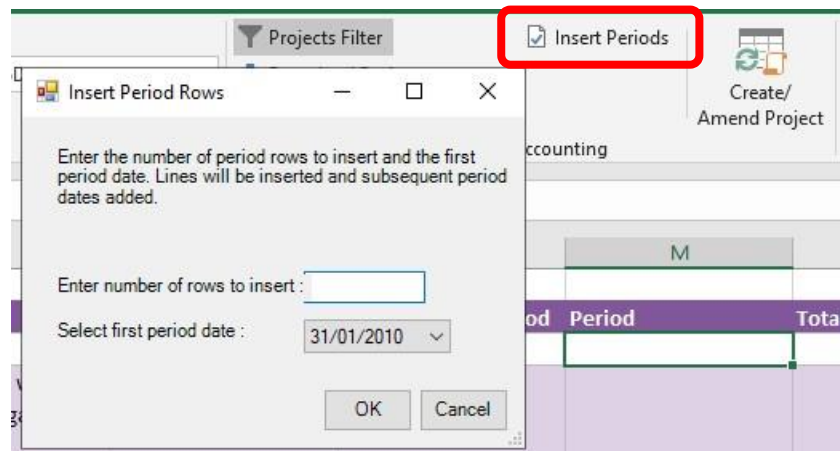 Projects Filter
Insert Periods
Create/
Amend Project
Insert Period Rows
Enter the number of period rows to insert and the first
period date. Lines will be inserted and subsequent period
dates added.
ccounting
Enter number of rows to insert :
M
Select first period date :
31/01/2010
od Period Tota
OK Cancel